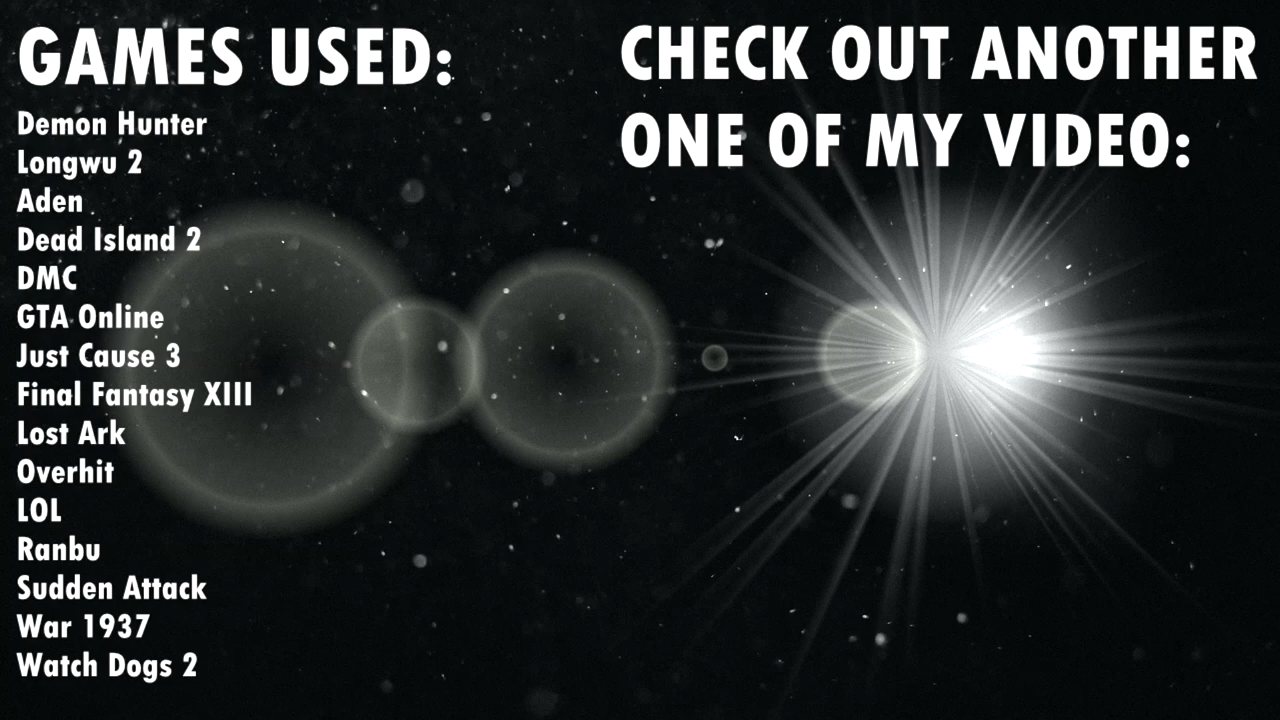 GAMES USED:
Demon Hunter
Longwu 2
Aden
Dead Island 2
DMC
GTA Online
Just Cause 3
Final Fantasy XIII
Lost Ark
Overhit
LOL
Ranbu
Sudden Attack
War 1937
Watch Dogs 2
CHECK OUT ANOTHER
ONE OF MY VIDEO: